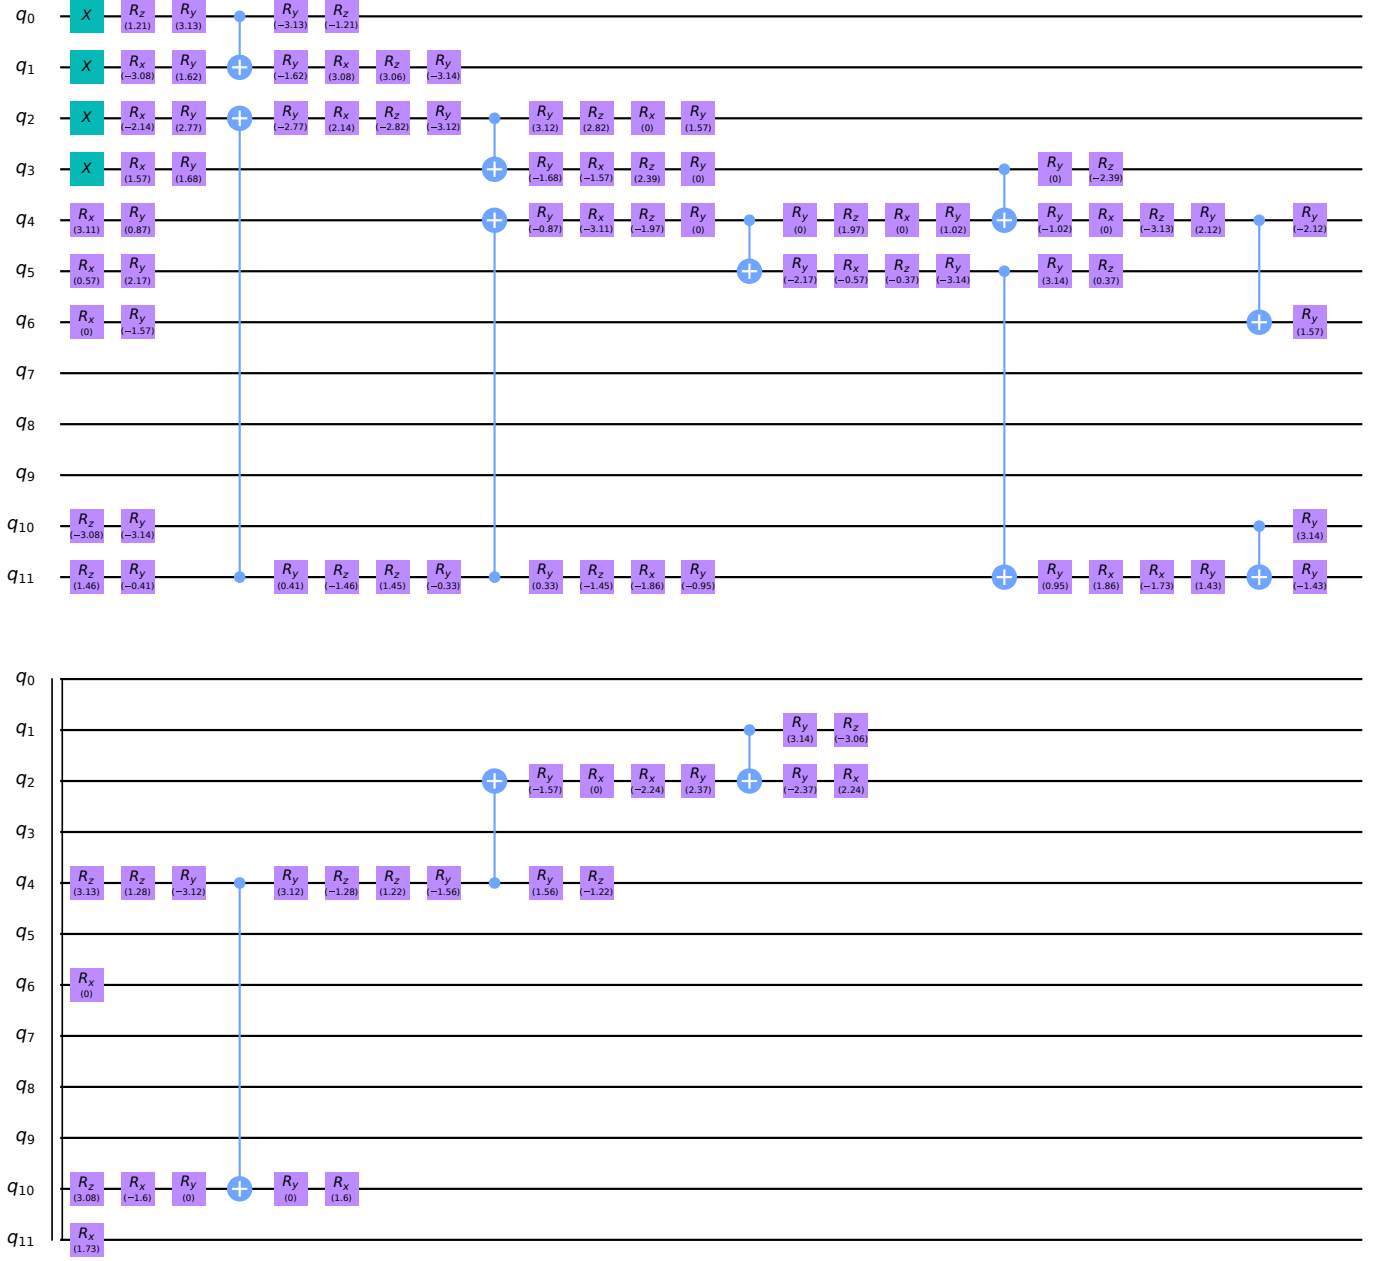 q0 X Rz (1.21) Ry (3.13) Ry (−3.13) Rz (−1.21)
q1 X Rx (−3.08) Ry (1.62) Ry (−1.62) Rx (3.08) Rz (3.06) Ry (−3.14)
q2 X Rx (−2.14) Ry (2.77) Ry (−2.77) Rx (2.14) Rz (−2.82) Ry (−3.12) Ry (3.12) Rz (2.82) Rx (0) Ry (1.57)
q3 X Rx (1.57) Ry (1.68) Ry (−1.68) Rx (−1.57) Rz (2.39) Ry (0) Ry (0) Rz (−2.39)
q4 Rx (3.11) Ry (0.87) Ry (−0.87) Rx (−3.11) Rz (−1.97) Ry (0) Ry (0) Rz (1.97) Rx (0) Ry (1.02) Ry (−1.02) Rx (0) Rz (−3.13) Ry (2.12) Ry (−2.12)
q5 Rx (0.57) Ry (2.17) Ry (−2.17) Rx (−0.57) Rz (−0.37) Ry (−3.14) Ry (3.14) Rz (0.37)
q6 Rx (0) Ry (−1.57) Ry (1.57)
q7
q8
q9
q10 Rz (−3.08) Ry (−3.14) Ry (3.14)
q11 Rz (1.46) Ry (−0.41) Ry (0.41) Rz (−1.46) Rz (1.45) Ry (−0.33) Ry (0.33) Rz (−1.45) Rx (−1.86) Ry (−0.95) Ry (0.95) Rx (1.86) Rx (−1.73) Ry (1.43) Ry (−1.43)
q0
q1 Ry (3.14) Rz (−3.06)
q2 Ry (−1.57) Rx (0) Rx (−2.24) Ry (2.37) Ry (−2.37) Rx (2.24)
q3
q4 Rz (3.13) Rz (1.28) Ry (−3.12) Ry (3.12) Rz (−1.28) Rz (1.22) Ry (−1.56) Ry (1.56) Rz (−1.22)
q5
q6 Rx (0)
q7
q8
q9
q10 Rz (3.08) Rx (−1.6) Ry (0) Ry (0) Rx (1.6)
q11 Rx (1.73)